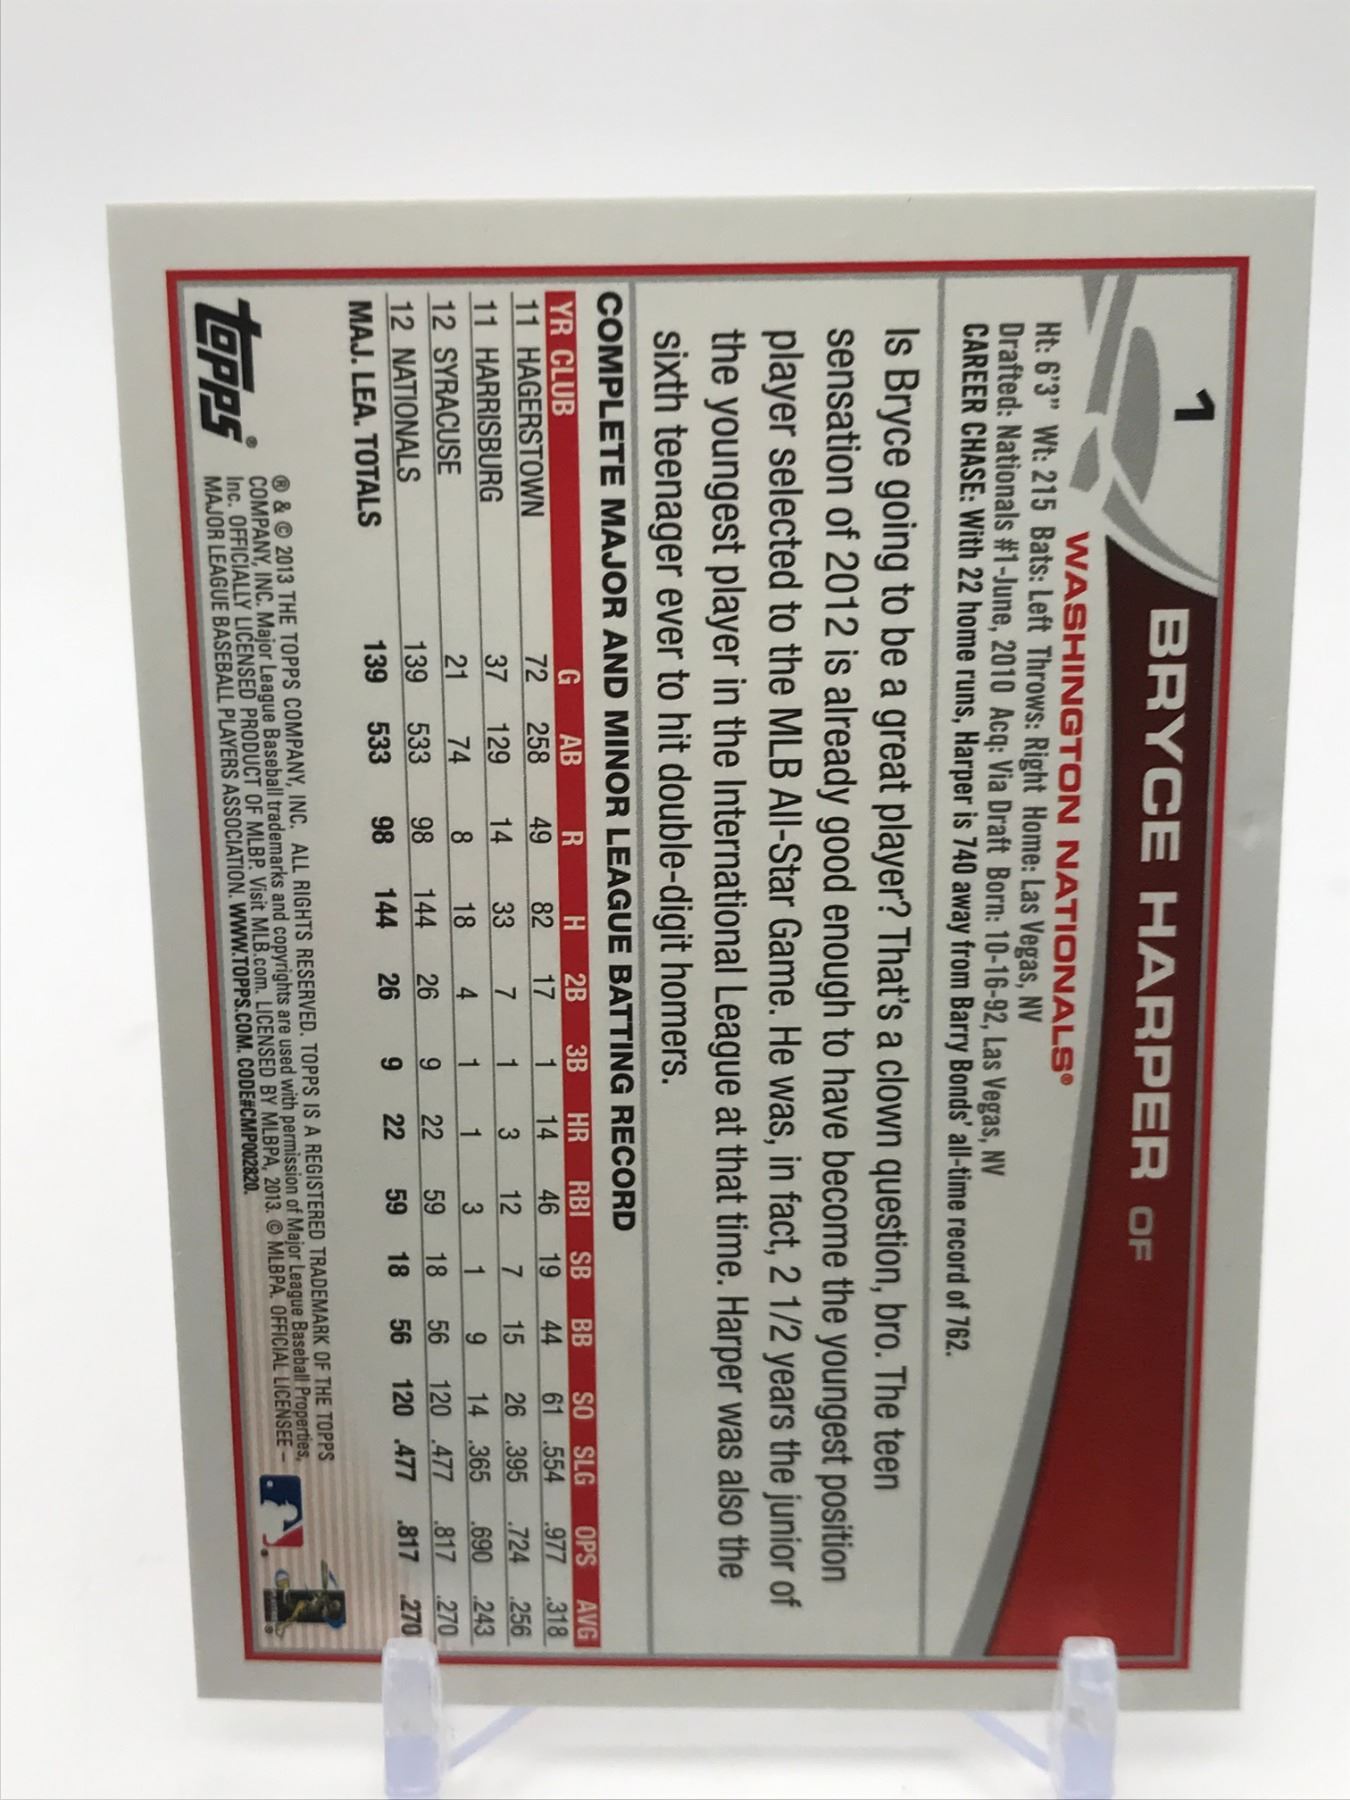 1
BRYCE HARPER OF
WASHINGTON NATIONALS®
Ht: 6'3" Wt: 215 Bats: Left Throws: Right Home: Las Vegas, NV
Drafted: Nationals #1-June, 2010 Acq: Via Draft Born: 10-16-92, Las Vegas, NV
CAREER CHASE: With 22 home runs, Harper is 740 away from Barry Bonds' all-time record of 762.
Is Bryce going to be a great player? That's a clown question, bro. The teen
sensation of 2012 is already good enough to have become the youngest position
player selected to the MLB All-Star Game. He was, in fact, 2 1/2 years the junior of
the youngest player in the International League at that time. Harper was also the
sixth teenager ever to hit double-digit homers.
COMPLETE MAJOR AND MINOR LEAGUE BATTING RECORD
YR CLUB G AB R H 2B 3B HR RBI SB BB SO SLG OPS AVG
11 HAGERSTOWN 72 258 49 82 17 1 14 46 19 44 61 .554 .977 .318
11 HARRISBURG 37 129 14 33 7 1 3 12 7 15 26 .395 .724 .256
12 SYRACUSE 21 74 8 18 4 1 1 3 1 9 14 .365 .690 .243
12 NATIONALS 139 533 98 144 26 9 22 59 18 56 120 .477 .817 .270
MAJ. LEA. TOTALS 139 533 98 144 26 9 22 59 18 56 120 .477 .817 .270
topps®
® & © 2013 THE TOPPS COMPANY, INC. ALL RIGHTS RESERVED. TOPPS IS A REGISTERED TRADEMARK OF THE TOPPS
COMPANY, INC. Major League Baseball trademarks and copyrights are used with permission of Major League Baseball Properties,
Inc. OFFICIALLY LICENSED PRODUCT OF MLBP. Visit MLB.com. LICENSED BY MLBPA, 2013. © MLBPA. OFFICIAL LICENSEE –
MAJOR LEAGUE BASEBALL PLAYERS ASSOCIATION. WWW.TOPPS.COM. CODE#CMP002820.